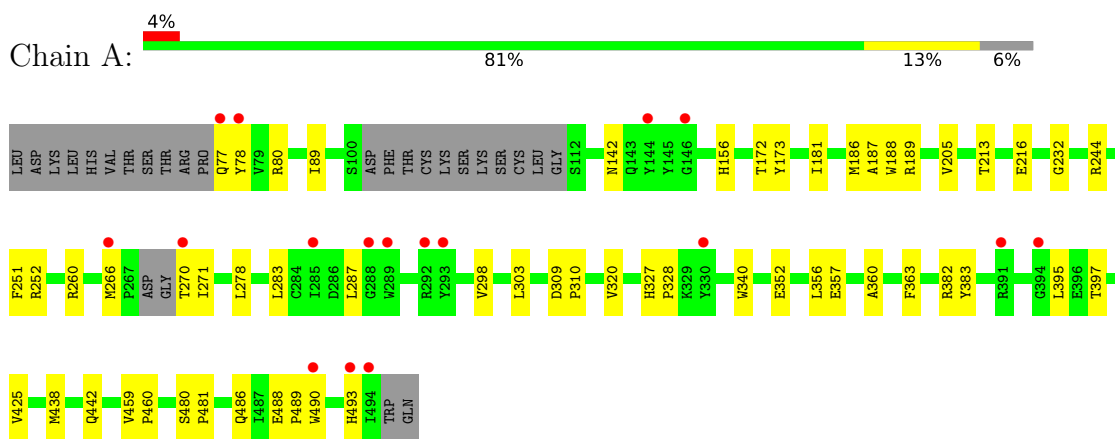 4%
Chain A:
81% 13% 6%
LEU ASP LYS LEU HIS VAL THR SER THR ARG PRO Q77 Y78 V79 R80 I89 S100 ASP PHE THR CYS LYS SER LYS SER CYS LEU GLY S112 N142 Q143 Y144 Y145 G146 H156 T172 Y173 I181 M186 A187 W188 R189 V205 T213 E216 G232 R244
F251 R252 R260 M266 P267 ASP GLY T270 I271 L278 L283 C284 I285 D286 L287 G288 W289 R292 Y293 V298 L303 D309 P310 V320 H327 P328 K329 Y330 W340 E352 L356 E357 A360 F363 R382 Y383 R391 G394 L395 E396 T397
V425 M438 Q442 V459 P460 S480 P481 Q486 I487 E488 P489 W490 H493 I494 TRP GLN